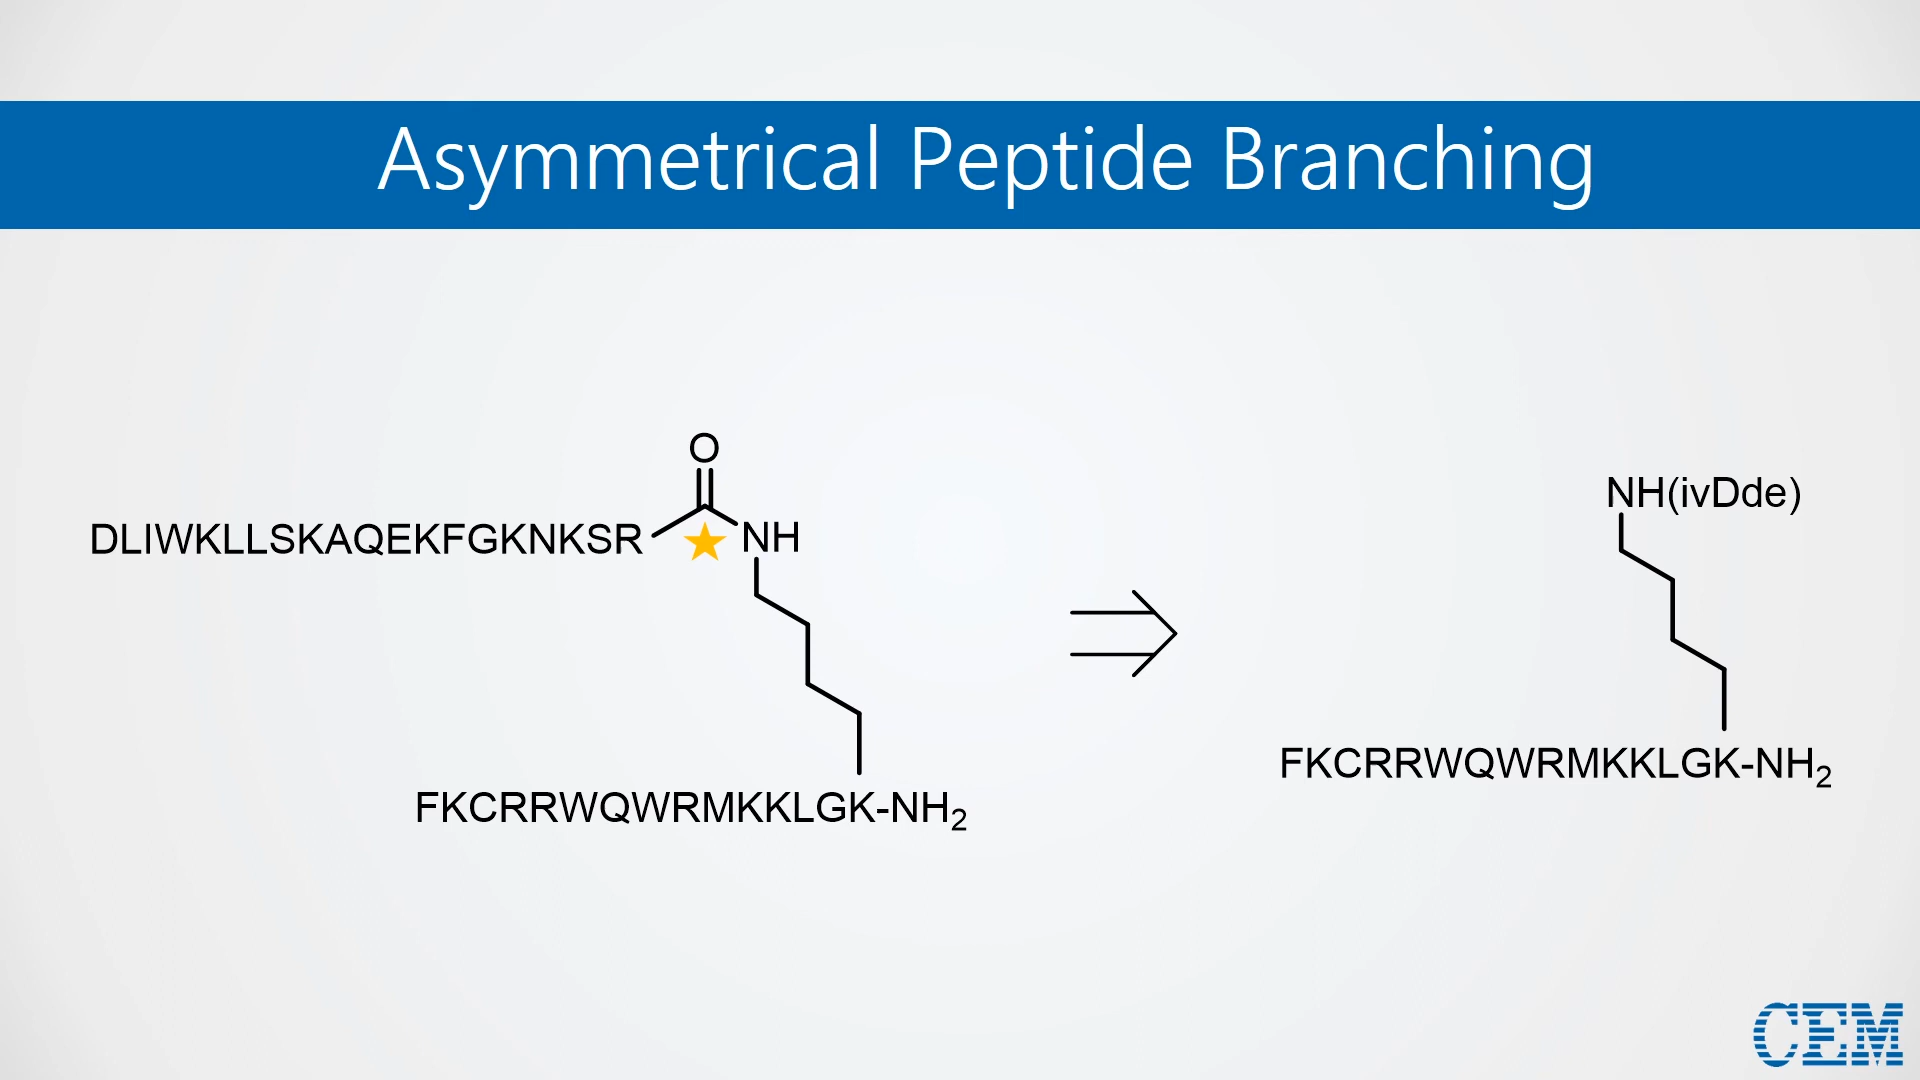 Asymmetrical Peptide Branching
O
DLIWKLLSKAQEKFGKNKSR
NH
FKCRRWQWRMKKLGK-NH₂
NH(ivDde)
FKCRRWQWRMKKLGK-NH₂
CEM